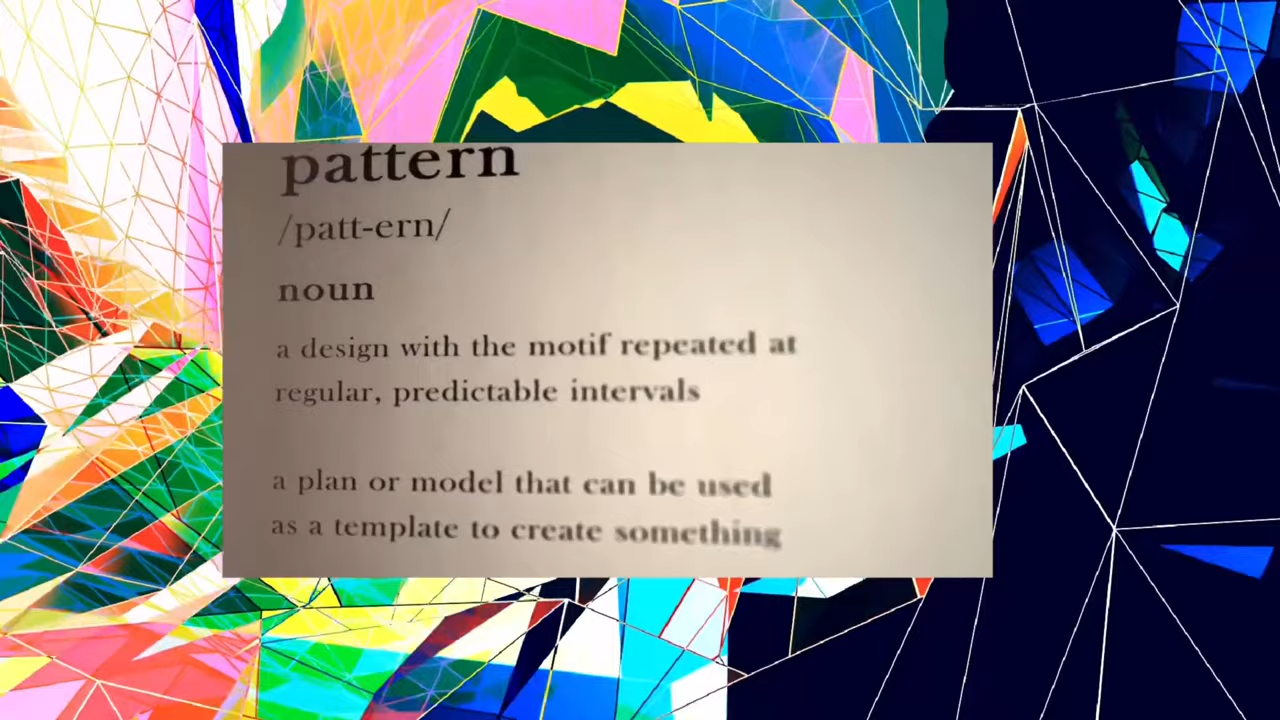 pattern
/patt-ern/
noun
a design with the motif repeated at
regular, predictable intervals
a plan or model that can be used
as a template to create something